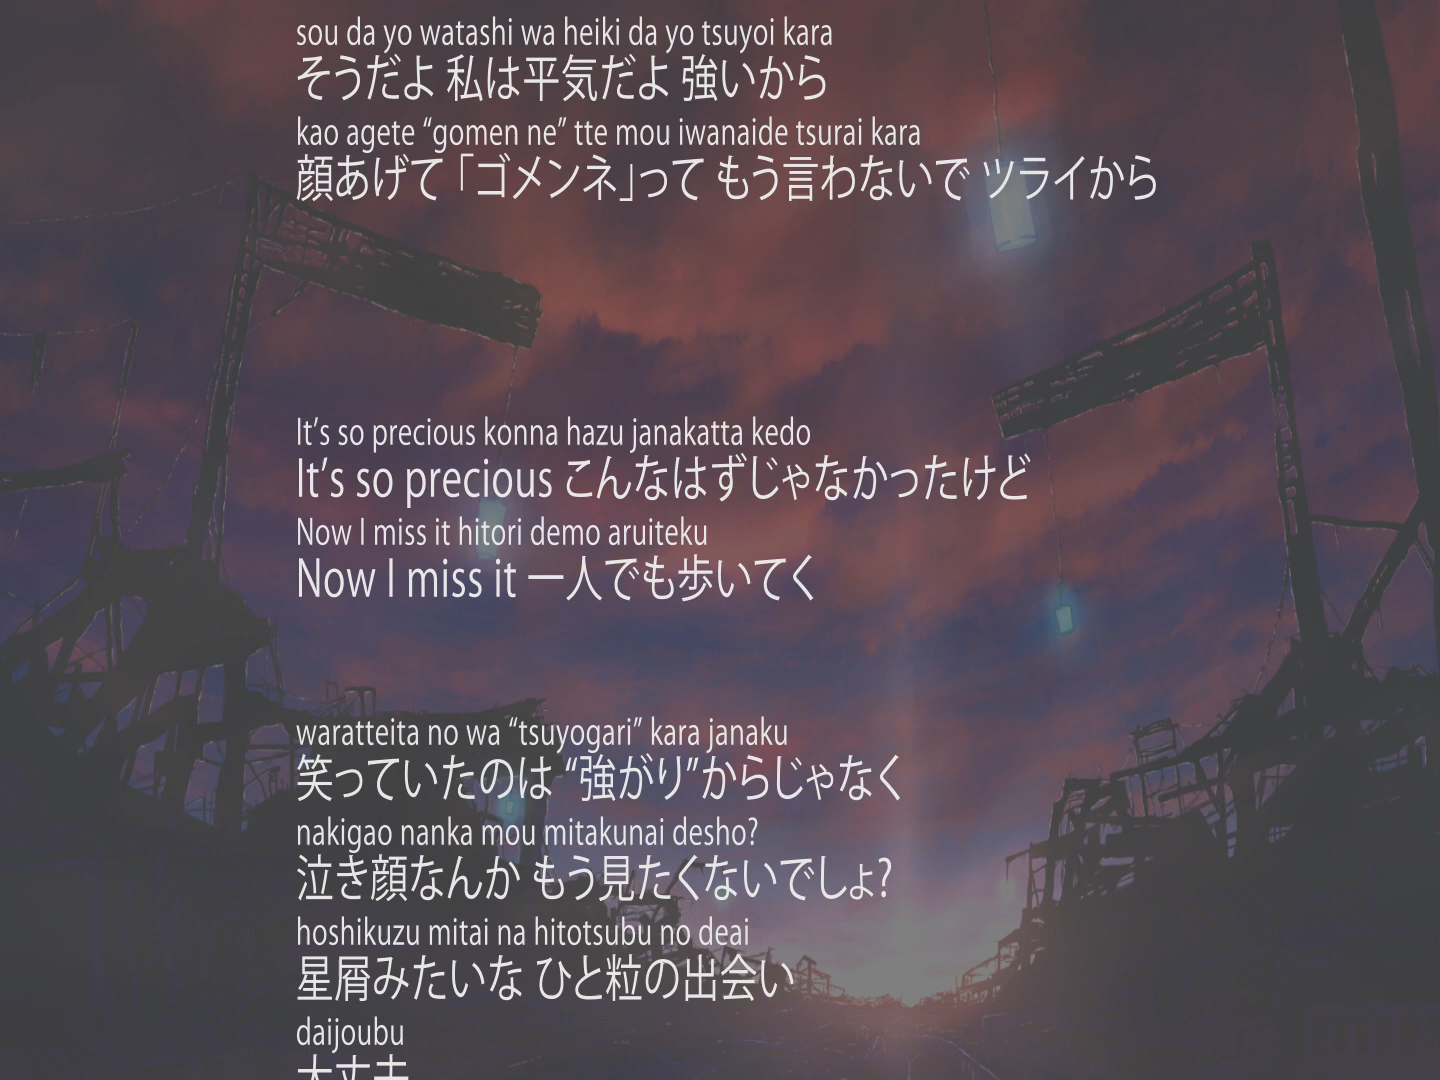 sou da yo watashi wa heiki da yo tsuyoi kara
そうだよ 私は平気だよ 強いから
kao agete “gomen ne” tte mou iwanaide tsurai kara
顔あげて 「ゴメンネ」って もう言わないで ツライから
It’s so precious konna hazu janakatta kedo
It’s so precious こんなはずじゃなかったけど
Now I miss it hitori demo aruiteku
Now I miss it 一人でも歩いてく
waratteita no wa “tsuyogari” kara janaku
笑っていたのは “強がり”からじゃなく
nakigao nanka mou mitakunai desho?
泣き顔なんか もう見たくないでしょ?
hoshikuzu mitai na hitotsubu no deai
星屑みたいな ひと粒の出会い
daijoubu
大丈夫